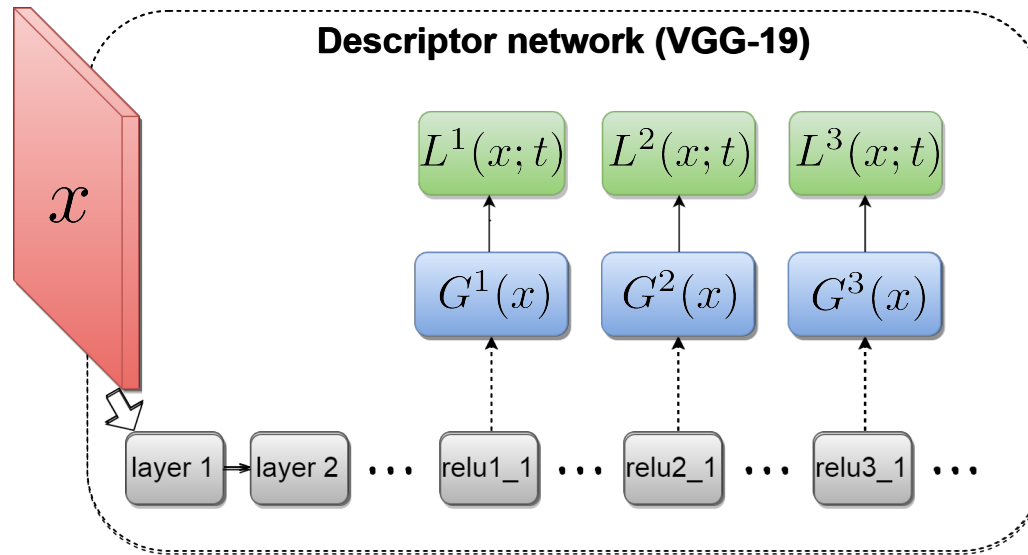 Descriptor network (VGG-19)
x
L¹(x; t) L²(x; t) L³(x; t)
G¹(x) G²(x) G³(x)
layer 1 layer 2 ... relu1_1 ... relu2_1 ... relu3_1 ...